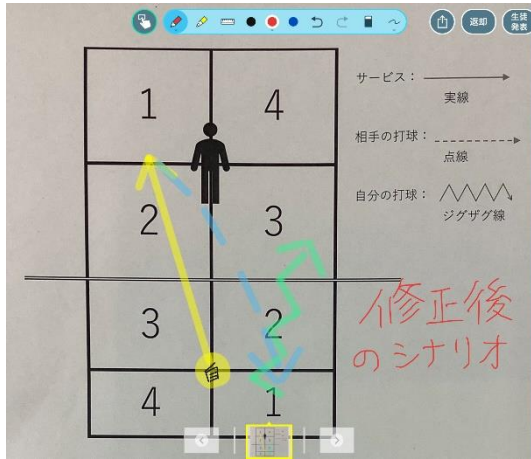 返却
生徒
発表
サービス：
実線
相手の打球：
点線
自分の打球：
ジグザグ線
1
4
2
3
3
2
4
1
修正後
のシナリオ